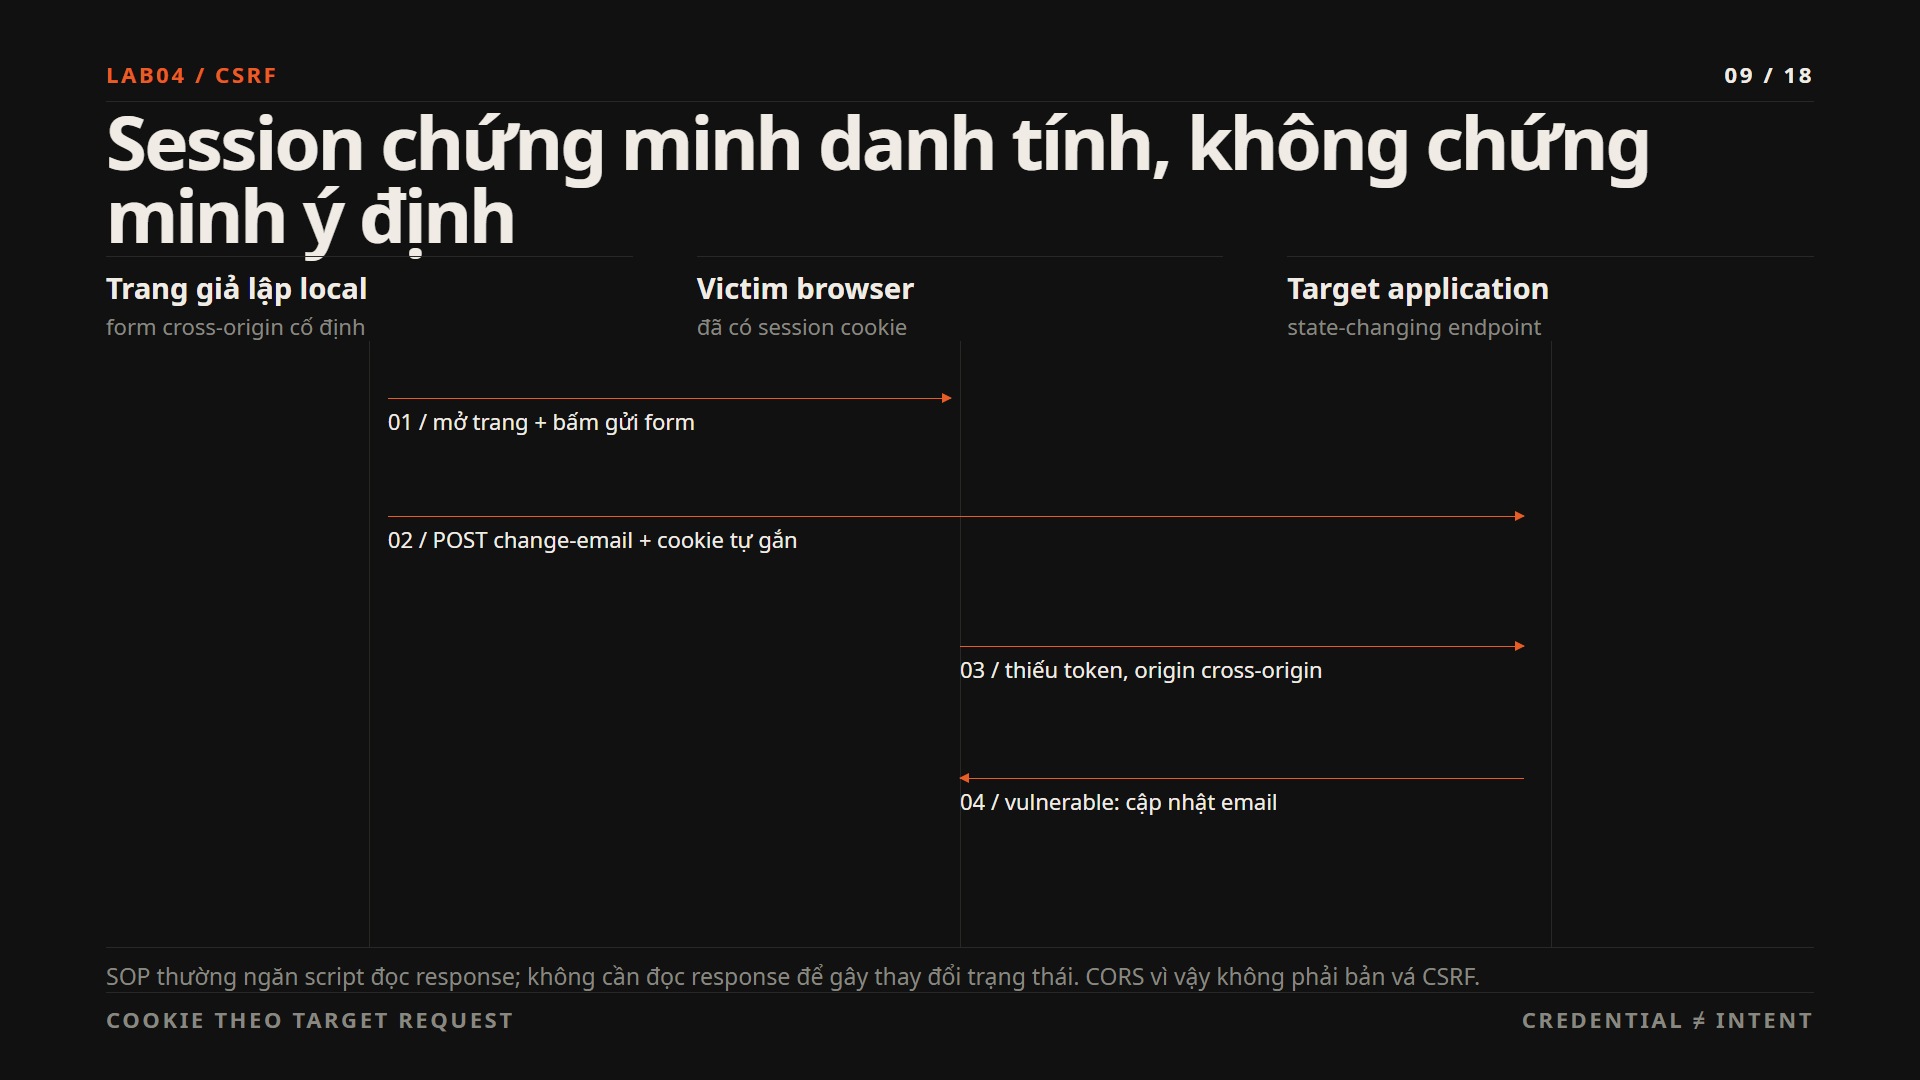 LAB04 / CSRF
09 / 18
Session chứng minh danh tính, không chứng
minh ý định
Trang giả lập local
form cross-origin cố định
Victim browser
đã có session cookie
Target application
state-changing endpoint
01 / mở trang + bấm gửi form
02 / POST change-email + cookie tự gắn
03 / thiếu token, origin cross-origin
04 / vulnerable: cập nhật email
SOP thường ngăn script đọc response; không cần đọc response để gây thay đổi trạng thái. CORS vì vậy không phải bản vá CSRF.
COOKIE THEO TARGET REQUEST
CREDENTIAL ≠ INTENT